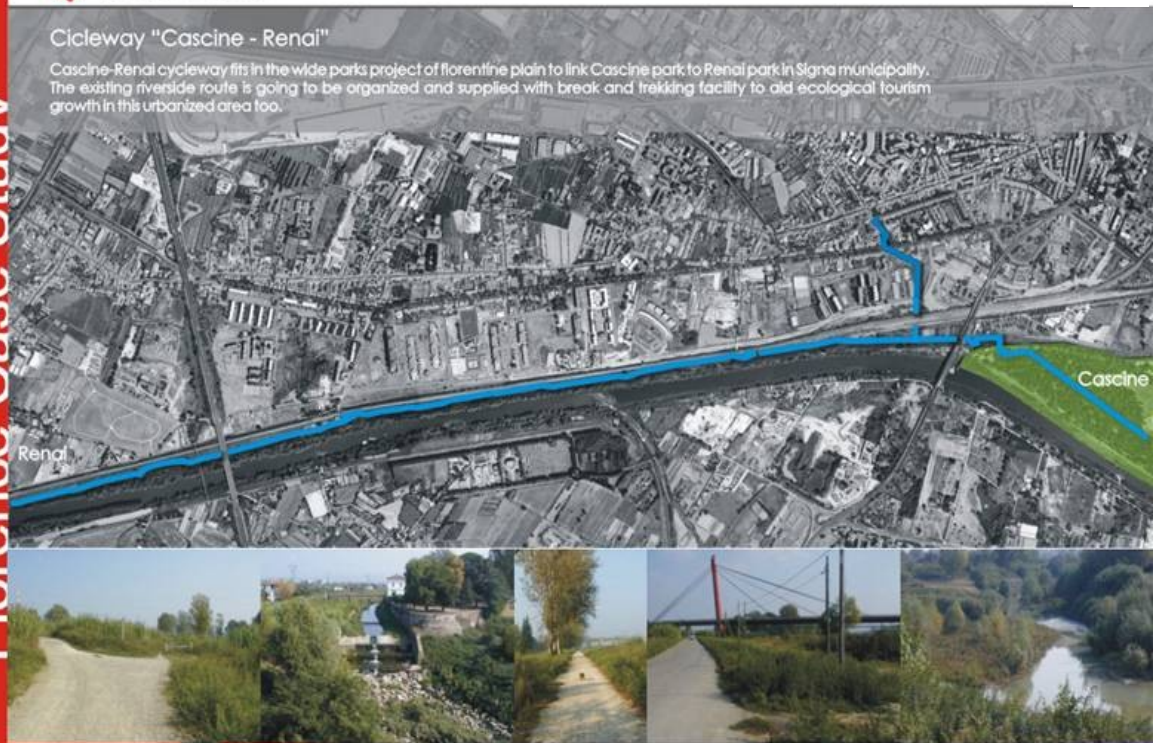 Cicleway “Cascine - Renai”
Cascine-Renai cycleway fits in the wide parks project of florentine plain to link Cascine park to Renai park in Signa municipality.
The existing riverside route is going to be organized and supplied with break and trekking facility to aid ecological tourism
growth in this urbanized area too.
Cascine
Renai